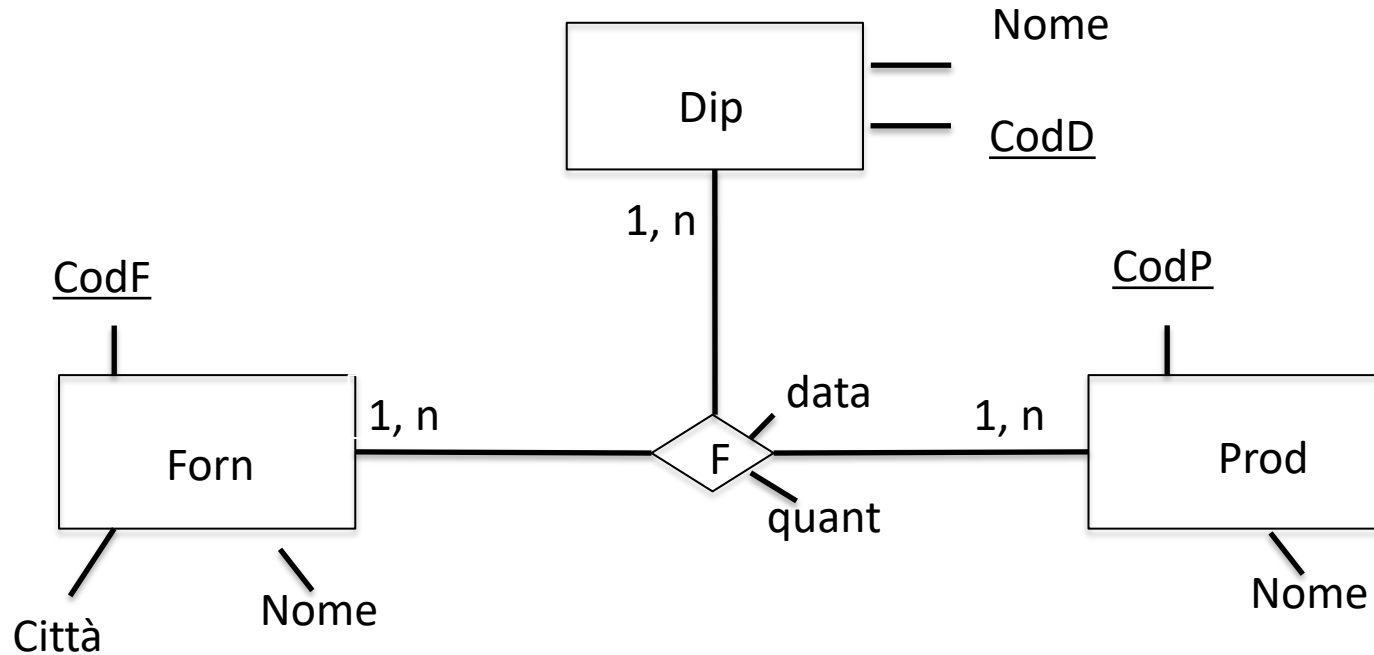 Nome
Dip
CodD
1, n
CodF
CodP
data
1, n
1, n
Forn
F
Prod
quant
Nome
Nome
Città